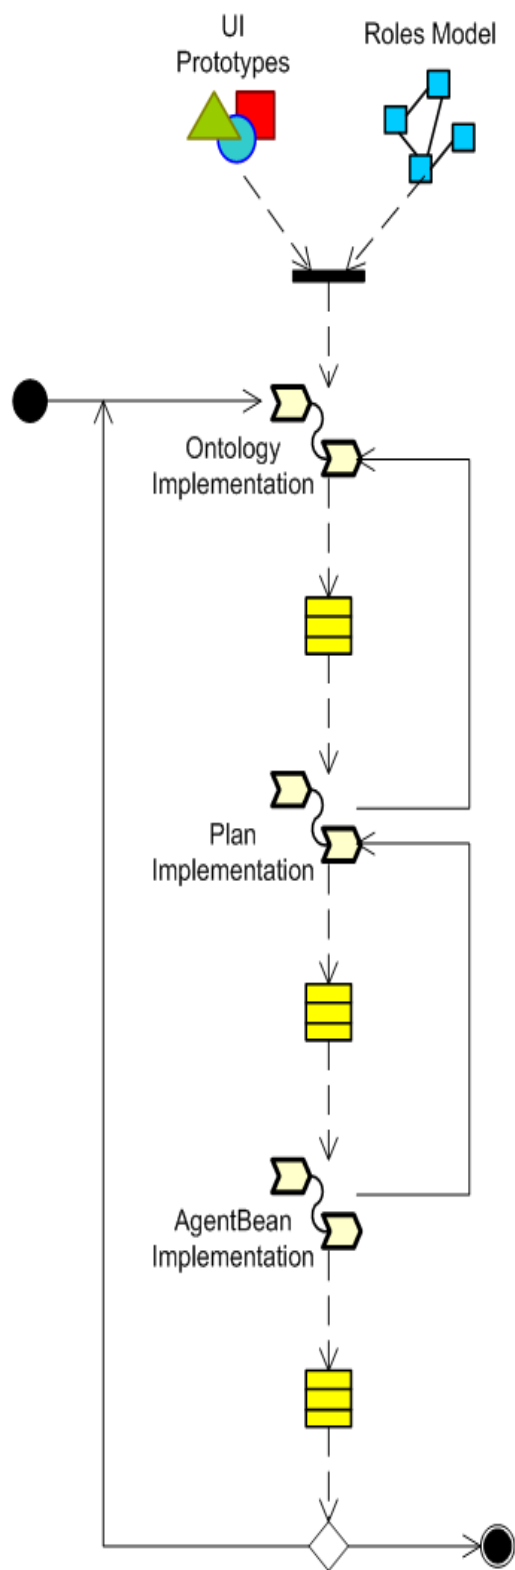 UI
Prototypes
Roles Model
Ontology
Implementation
Plan
Implementation
AgentBean
Implementation